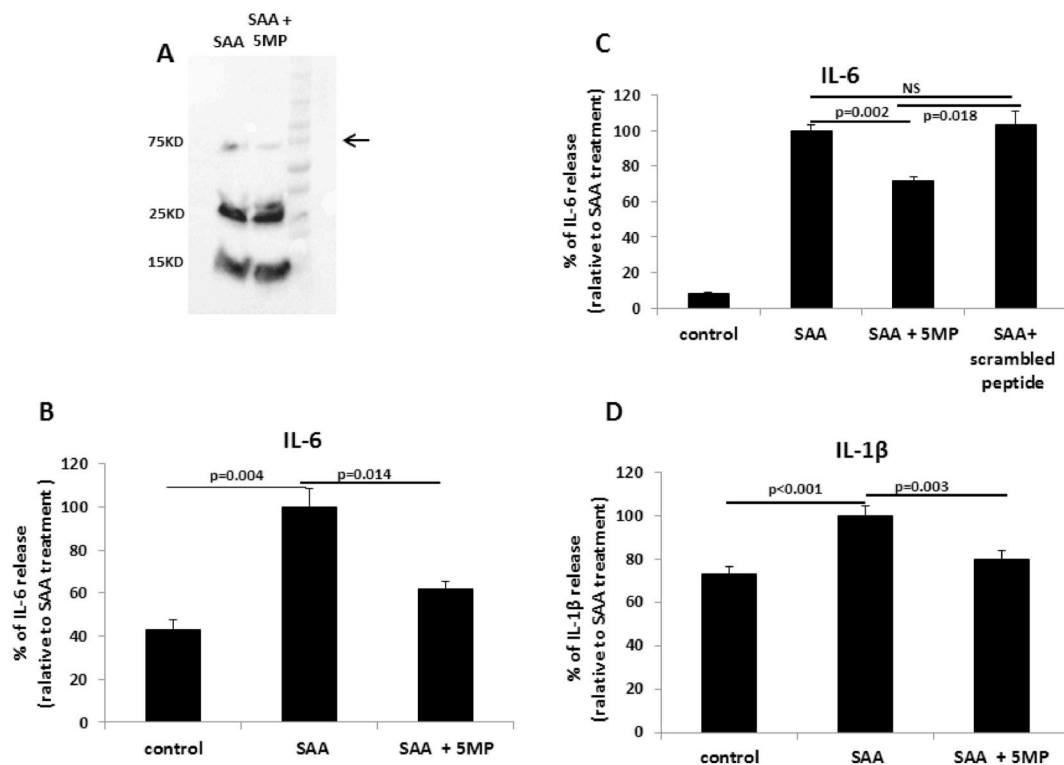 A
SAA
SAA +
5MP
75KD
25KD
15KD
B
IL-6
% of IL-6 release
(ralative to SAA treatment )
120
100
80
60
40
20
0
p=0.004
p=0.014
control
SAA
SAA + 5MP
C
IL-6
% of IL-6 release
(ralative to SAA treatment)
120
100
80
60
40
20
0
NS
p=0.002
p=0.018
control
SAA
SAA + 5MP
SAA+
scrambled
peptide
D
IL-1β
% of IL-1β release
(ralative to SAA treatment)
120
100
80
60
40
20
0
p<0.001
p=0.003
control
SAA
SAA + 5MP